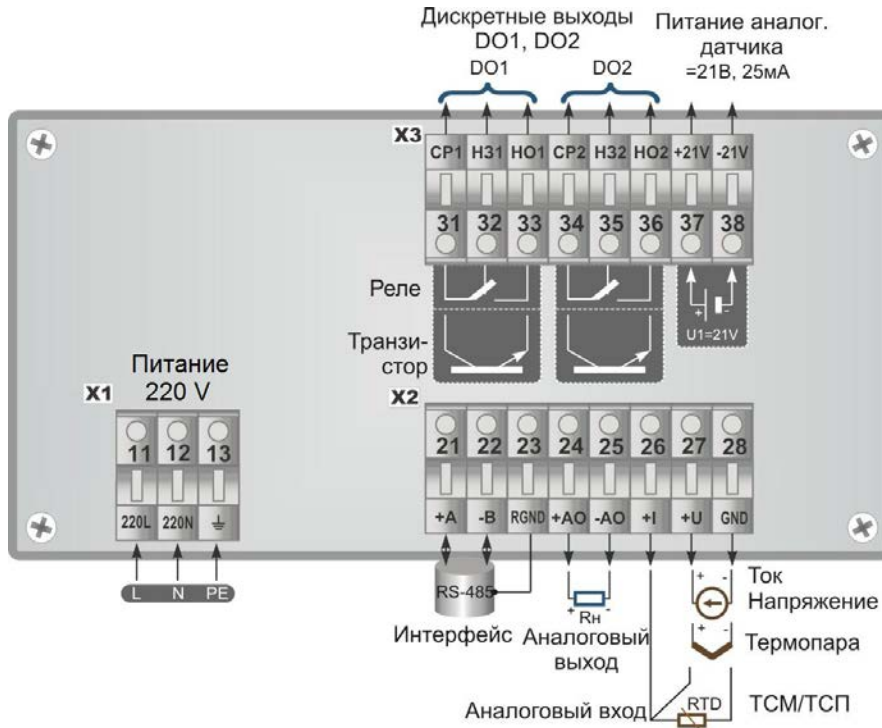 Дискретные выходы
DO1, DO2
Питание аналог.
датчика
=21В, 25мА
DO1 DO2
X3
CP1 НЗ1 НО1 CP2 НЗ2 НО2 +21V -21V
31 32 33 34 35 36 37 38
Реле
+ -
U1=21V
Транзи-
стор
Питание
220 V
X1
11 12 13
220L 220N
L N PE
X2
21 22 23 24 25 26 27 28
+A -B RGND +AO -AO +I +U GND
RS-485
+ Rн -
Интерфейс
Аналоговый
выход
+ -
Ток
Напряжение
+ -
Термопара
Аналоговый вход
RTD
ТСМ/ТСП